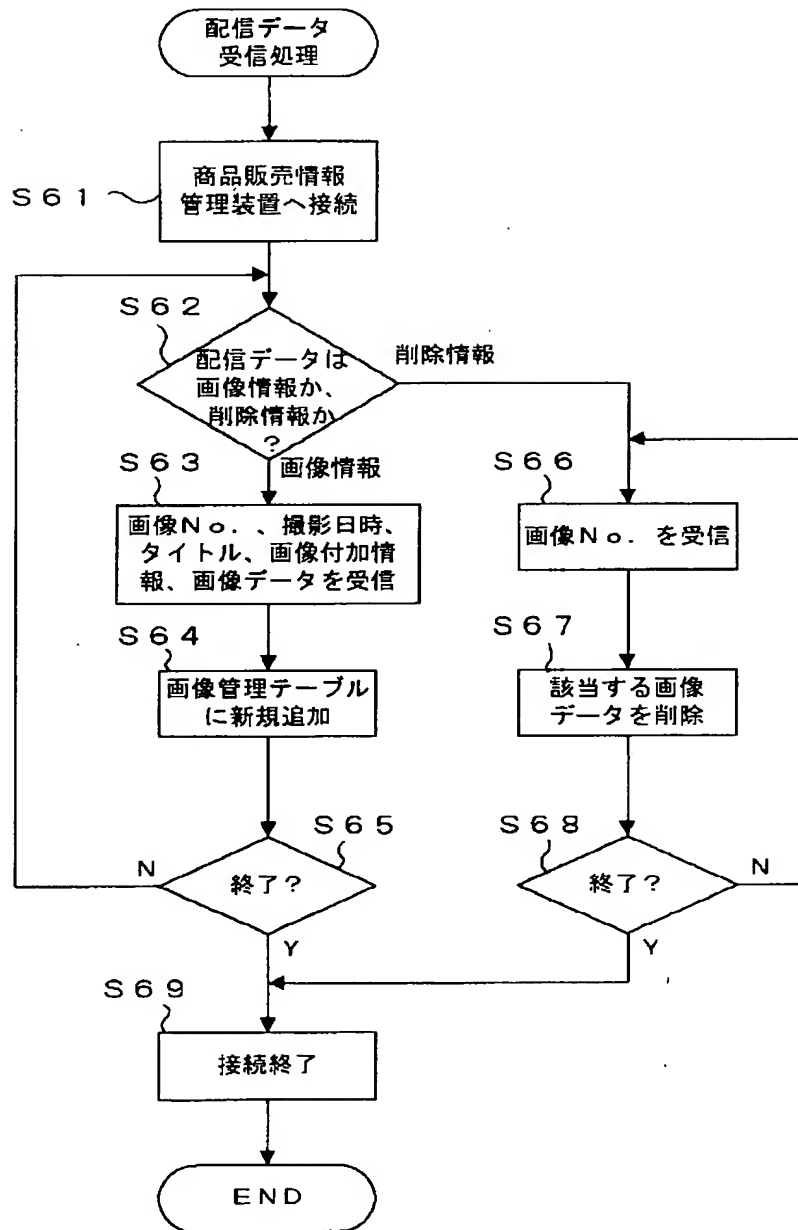 配信データ
受信処理
S61
商品販売情報
管理装置へ接続
S62
配信データは
画像情報か、
削除情報か
?
削除情報
画像情報
S63
画像No.、撮影日時、
タイトル、画像付加情
報、画像データを受信
S64
画像管理テーブル
に新規追加
S65
終了?
N
Y
S66
画像No.を受信
S67
該当する画像
データを削除
S68
終了?
N
Y
S69
接続終了
END